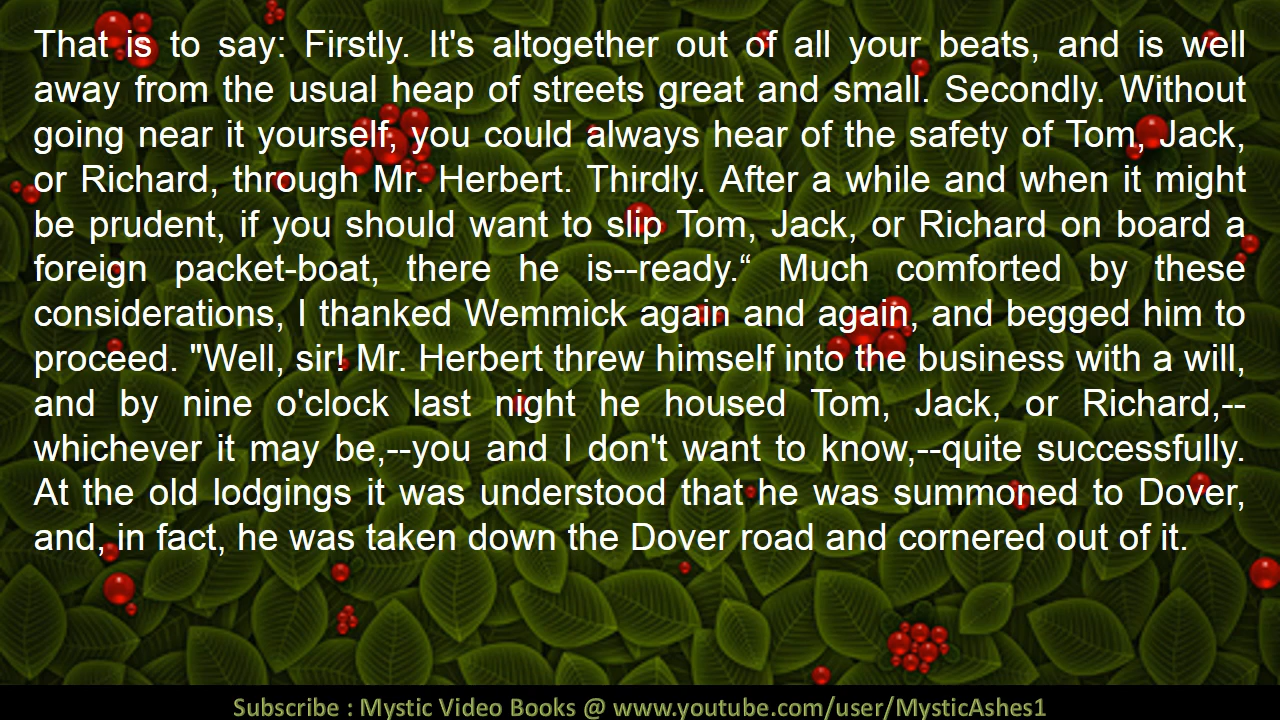 That is to say: Firstly. It's altogether out of all your beats, and is well
away from the usual heap of streets great and small. Secondly. Without
going near it yourself, you could always hear of the safety of Tom, Jack,
or Richard, through Mr. Herbert. Thirdly. After a while and when it might
be prudent, if you should want to slip Tom, Jack, or Richard on board a
foreign packet-boat, there he is--ready.“ Much comforted by these
considerations, I thanked Wemmick again and again, and begged him to
proceed. "Well, sir! Mr. Herbert threw himself into the business with a will,
and by nine o'clock last night he housed Tom, Jack, or Richard,--
whichever it may be,--you and I don't want to know,--quite successfully.
At the old lodgings it was understood that he was summoned to Dover,
and, in fact, he was taken down the Dover road and cornered out of it.
Subscribe : Mystic Video Books @ www.youtube.com/user/MysticAshes1